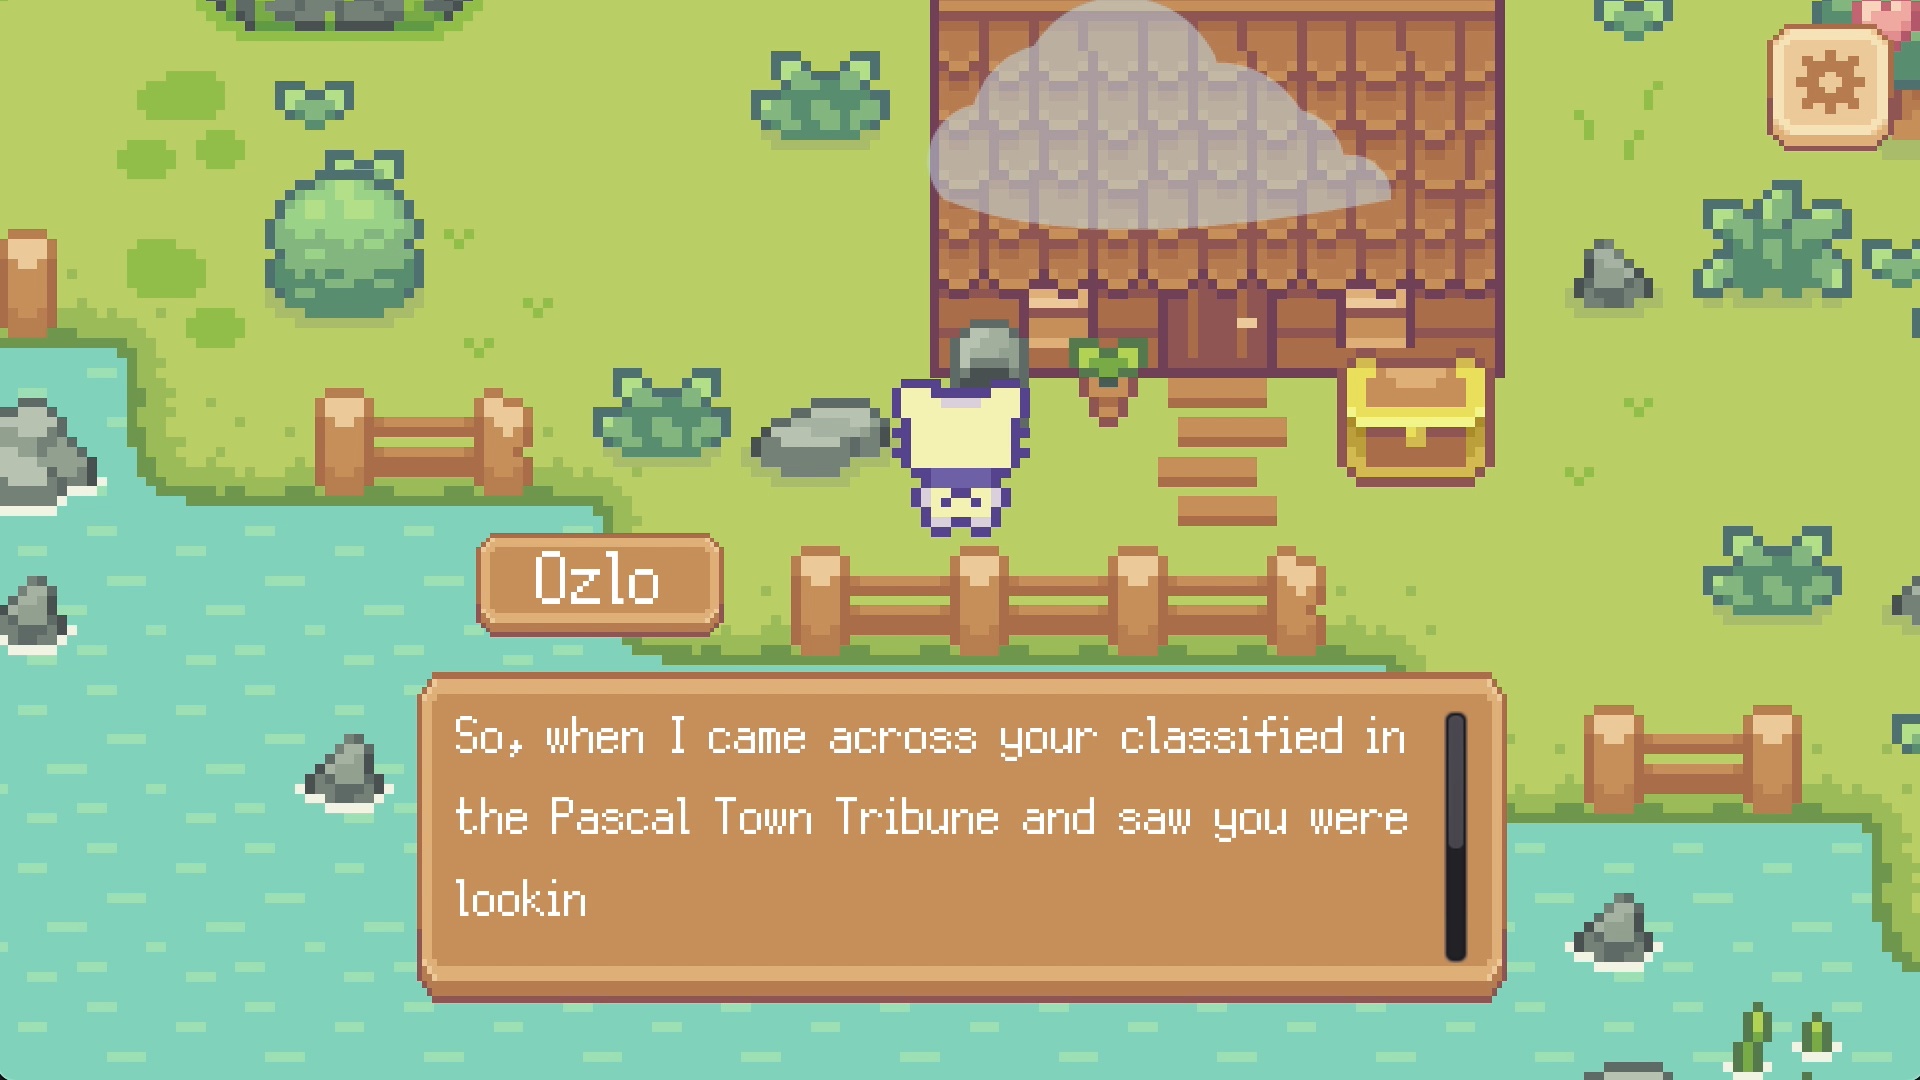 Ozlo
So, when I came across your classified in
the Pascal Town Tribune and saw you were
lookin